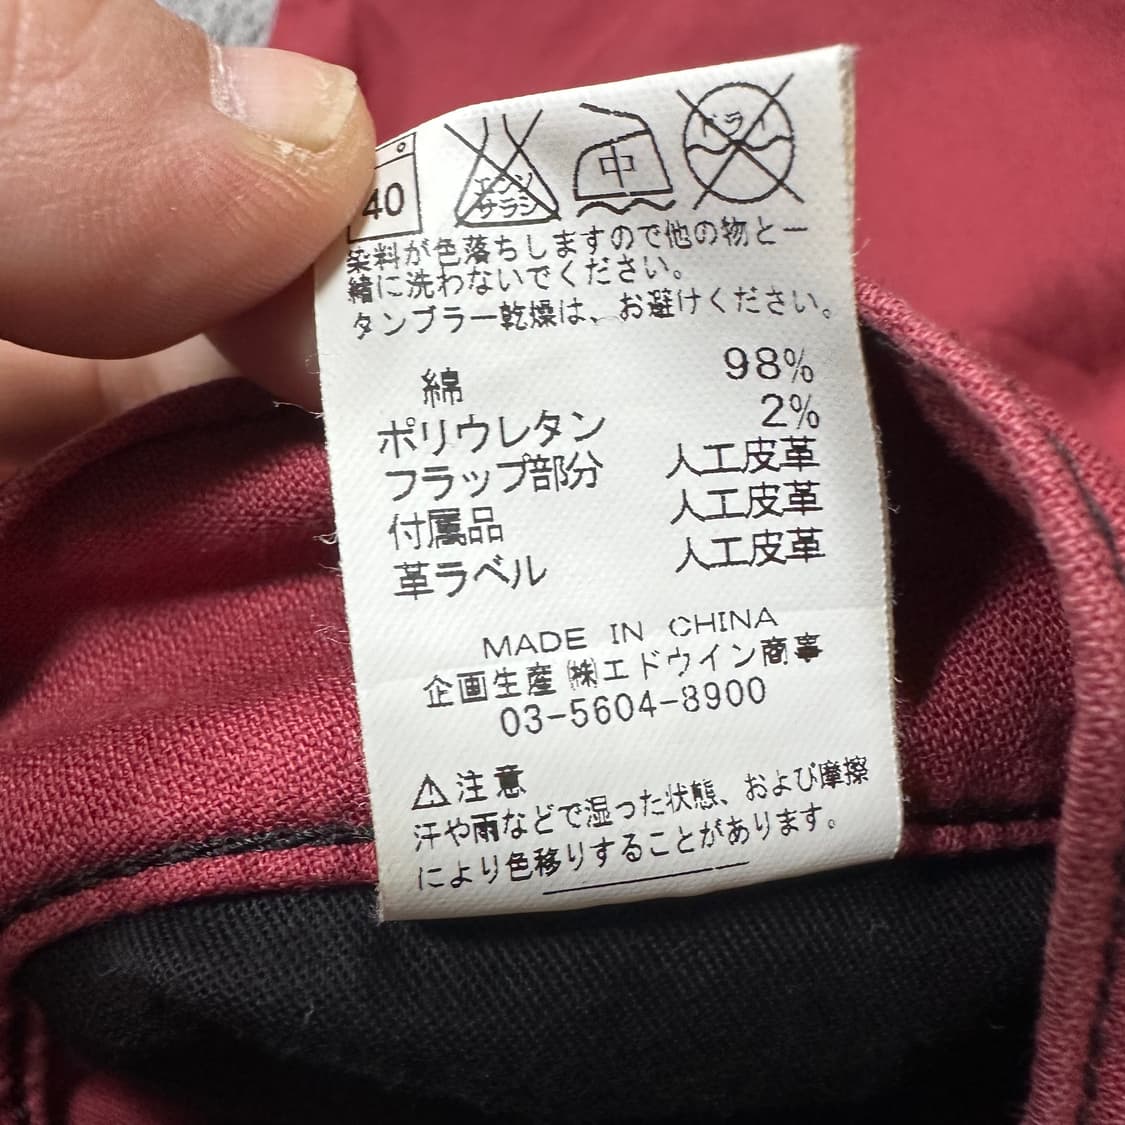 40 エンソ サラシ 中 ドライ
染料が色落ちしますので他の物と一
緒に洗わないでください。
タンブラー乾燥は、お避けください。
綿 98%
ポリウレタン 2%
フラップ部分 人工皮革
付属品 人工皮革
革ラベル 人工皮革
MADE IN CHINA
企画生産 ㈱エドウイン商事
03-5604-8900
⚠注意
汗や雨などで湿った状態、および摩擦
により色移りすることがあります。